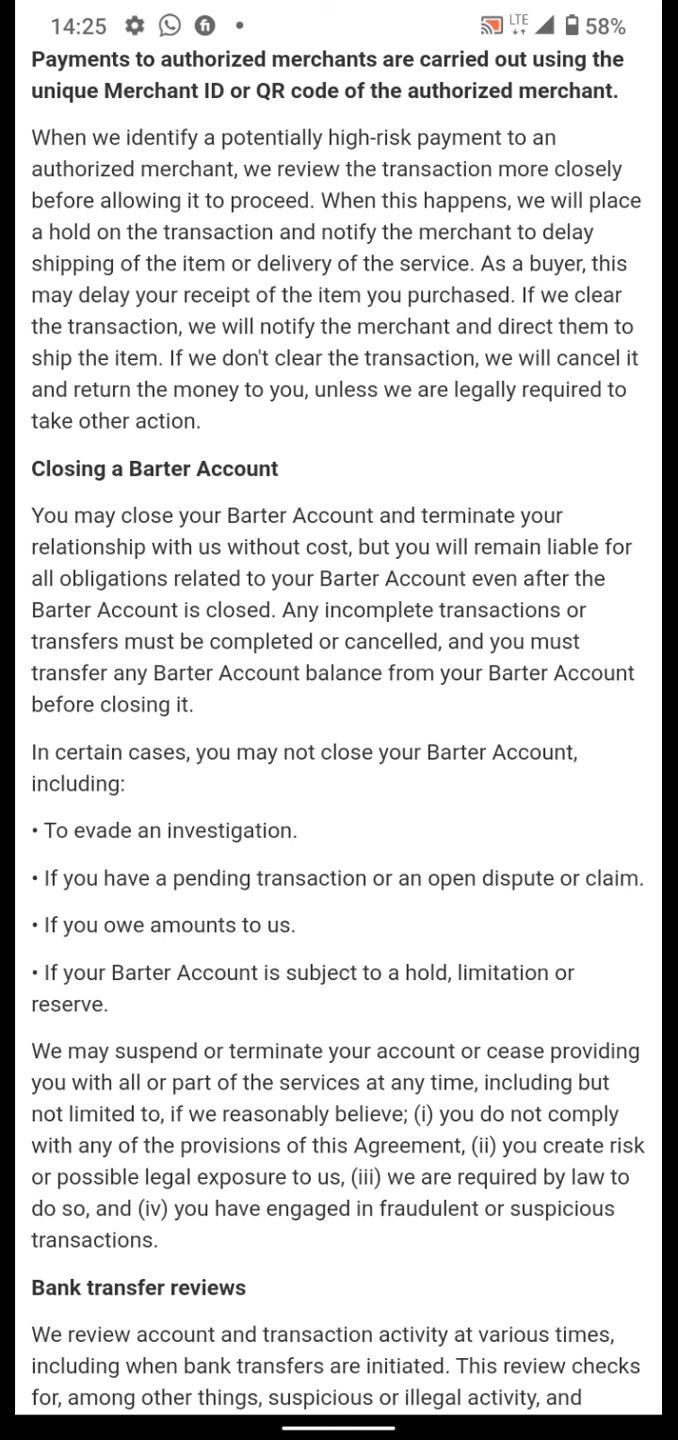 14:25
LTE
58%
Payments to authorized merchants are carried out using the
unique Merchant ID or QR code of the authorized merchant.
When we identify a potentially high-risk payment to an
authorized merchant, we review the transaction more closely
before allowing it to proceed. When this happens, we will place
a hold on the transaction and notify the merchant to delay
shipping of the item or delivery of the service. As a buyer, this
may delay your receipt of the item you purchased. If we clear
the transaction, we will notify the merchant and direct them to
ship the item. If we don't clear the transaction, we will cancel it
and return the money to you, unless we are legally required to
take other action.
Closing a Barter Account
You may close your Barter Account and terminate your
relationship with us without cost, but you will remain liable for
all obligations related to your Barter Account even after the
Barter Account is closed. Any incomplete transactions or
transfers must be completed or cancelled, and you must
transfer any Barter Account balance from your Barter Account
before closing it.
In certain cases, you may not close your Barter Account,
including:
• To evade an investigation.
• If you have a pending transaction or an open dispute or claim.
• If you owe amounts to us.
• If your Barter Account is subject to a hold, limitation or
reserve.
We may suspend or terminate your account or cease providing
you with all or part of the services at any time, including but
not limited to, if we reasonably believe; (i) you do not comply
with any of the provisions of this Agreement, (ii) you create risk
or possible legal exposure to us, (iii) we are required by law to
do so, and (iv) you have engaged in fraudulent or suspicious
transactions.
Bank transfer reviews
We review account and transaction activity at various times,
including when bank transfers are initiated. This review checks
for, among other things, suspicious or illegal activity, and